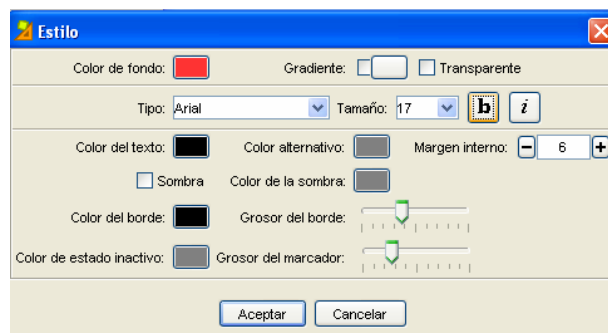 Estilo
Color de fondo: Gradiente: Transparente
Tipo: Arial Tamaño: 17 b i
Color del texto: Color alternativo: Margen interno: 6
Sombra Color de la sombra:
Color del borde: Grosor del borde:
Color de estado inactivo: Grosor del marcador:
Aceptar Cancelar